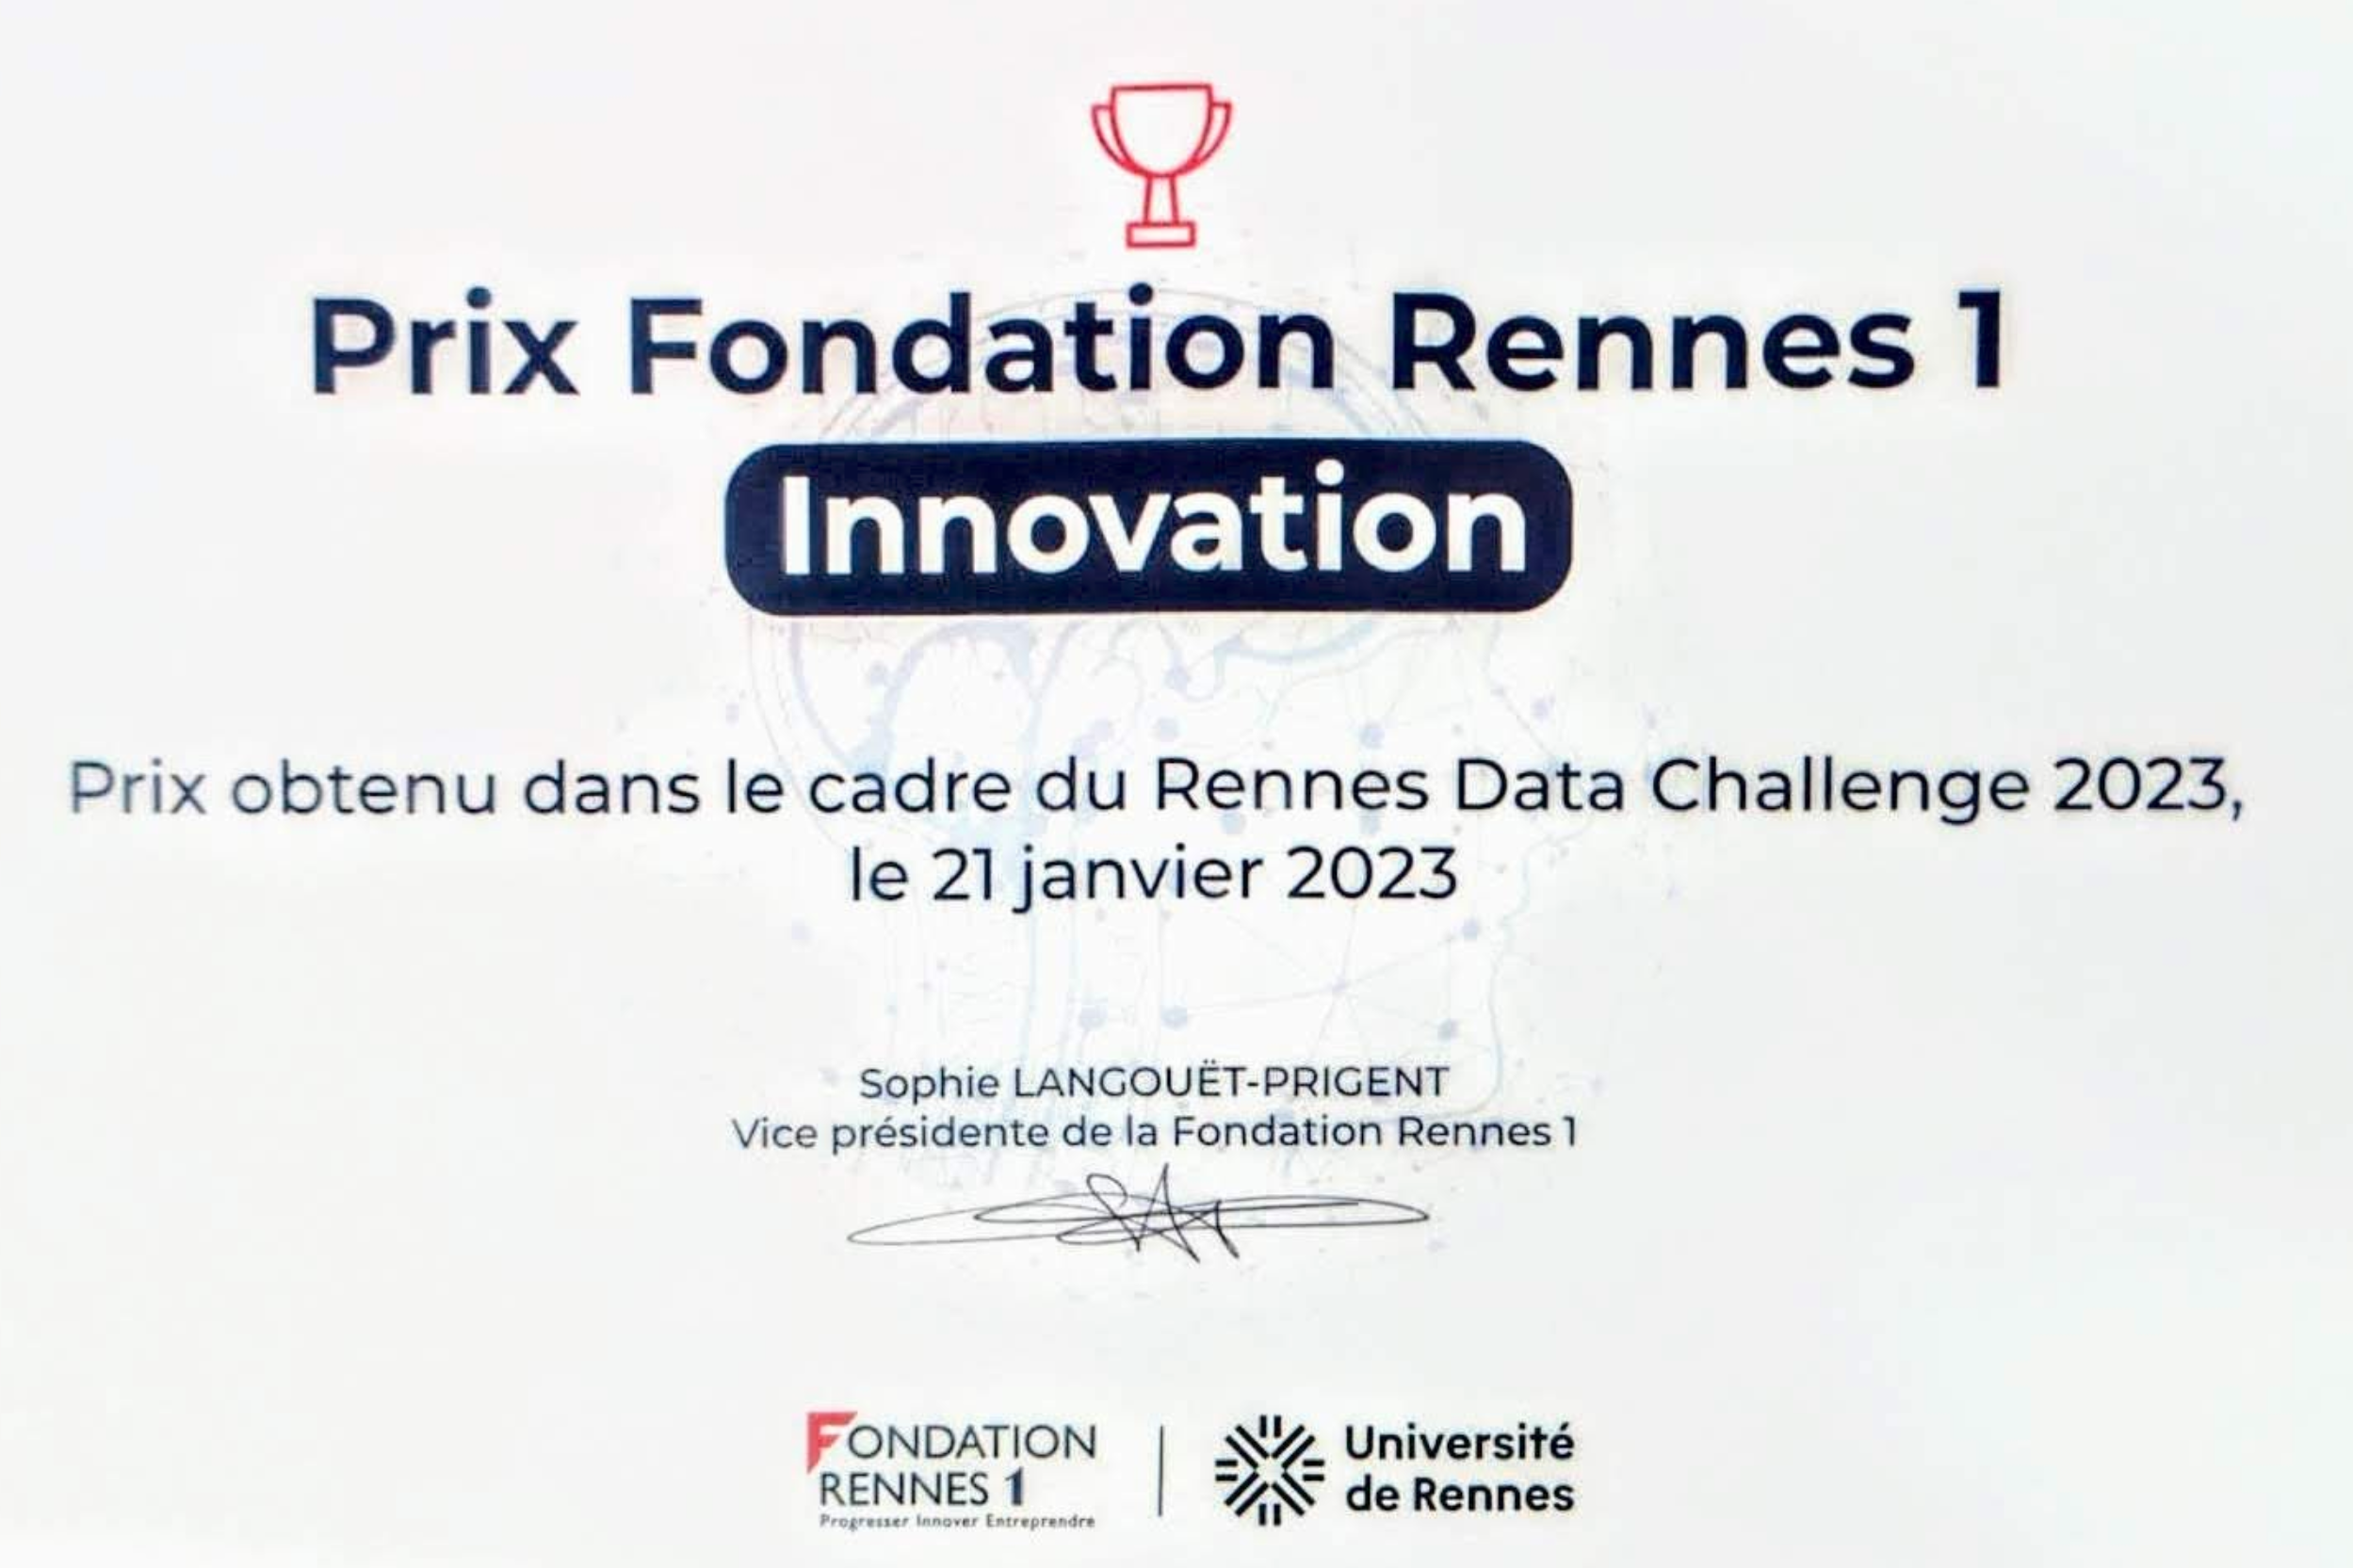 Prix Fondation Rennes 1
Innovation
Prix obtenu dans le cadre du Rennes Data Challenge 2023,
le 21 janvier 2023
Sophie LANGOUËT-PRIGENT
Vice présidente de la Fondation Rennes 1
FONDATION
RENNES 1
Progresser Innover Entreprendre
Université
de Rennes